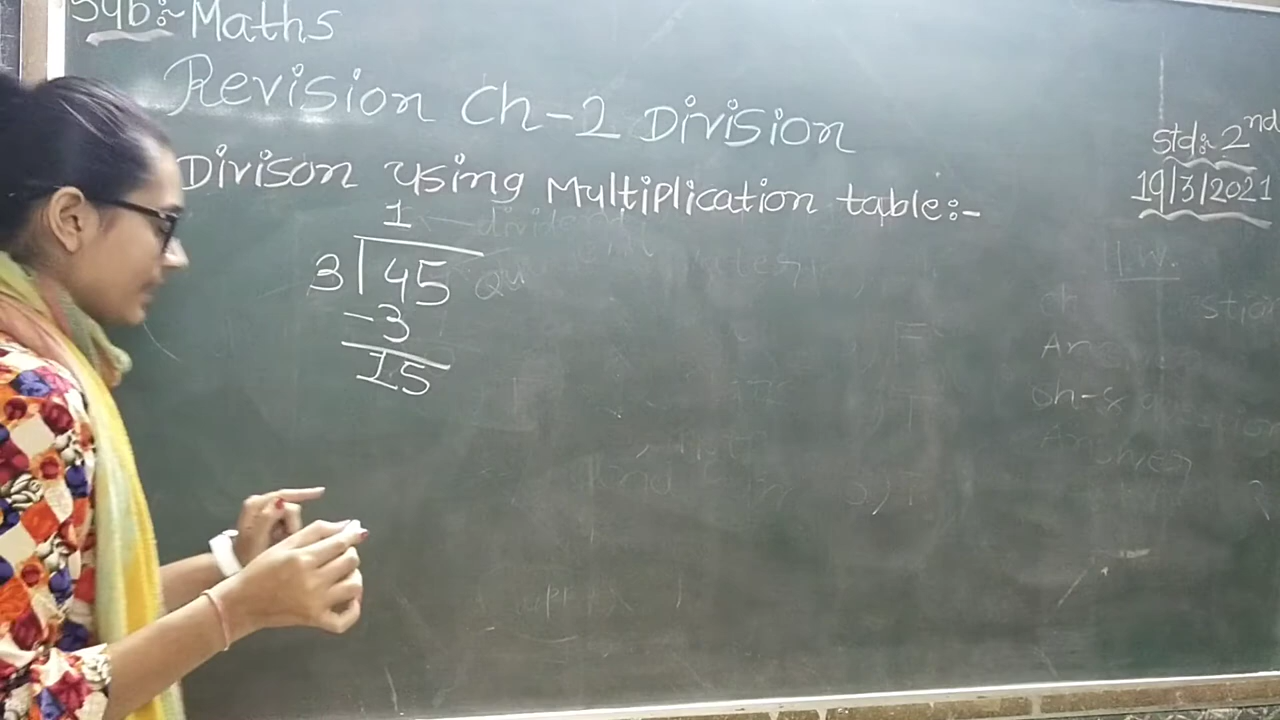 Sub:- Maths
Revision Ch-2 Division
Std:- 2nd
19/3/2021
Divison using Multiplication table:-
1
3 45
-3
15
H.W.